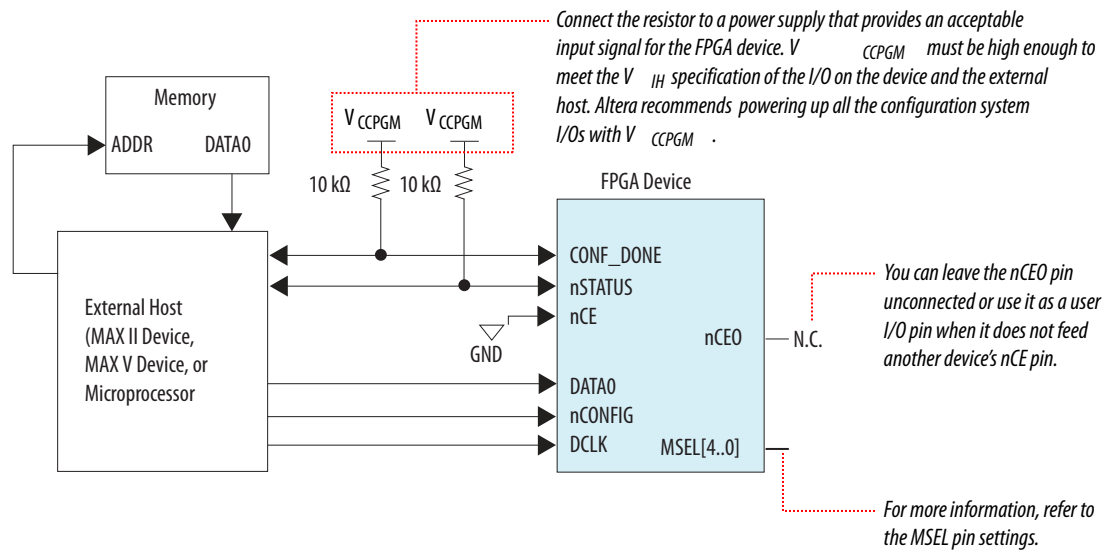 Connect the resistor to a power supply that provides an acceptable
input signal for the FPGA device. V CCPGM must be high enough to
meet the V IH specification of the I/O on the device and the external
host. Altera recommends powering up all the configuration system
I/Os with V CCPGM .
Memory
ADDR DATA0
V CCPGM V CCPGM
10 kΩ 10 kΩ
FPGA Device
External Host
(MAX II Device,
MAX V Device, or
Microprocessor
GND
CONF_DONE
nSTATUS
nCE
nCEO
N.C.
DATA0
nCONFIG
DCLK
MSEL[4..0]
You can leave the nCEO pin
unconnected or use it as a user
I/O pin when it does not feed
another device's nCE pin.
For more information, refer to
the MSEL pin settings.